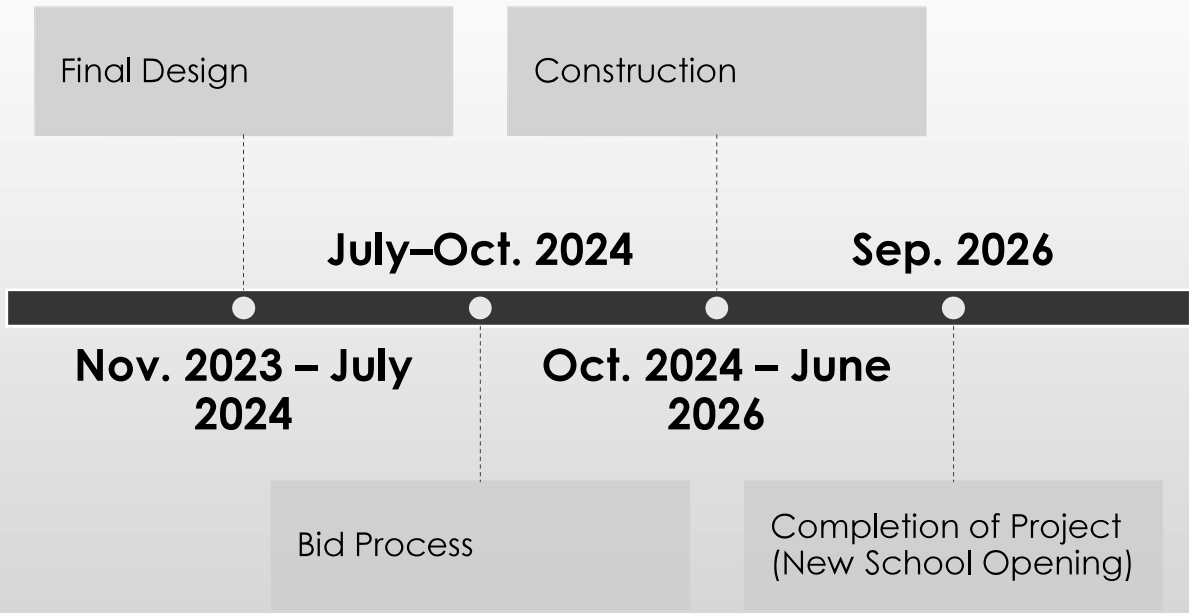 Final Design
Construction
July–Oct. 2024
Sep. 2026
Nov. 2023 – July
2024
Oct. 2024 – June
2026
Bid Process
Completion of Project
(New School Opening)